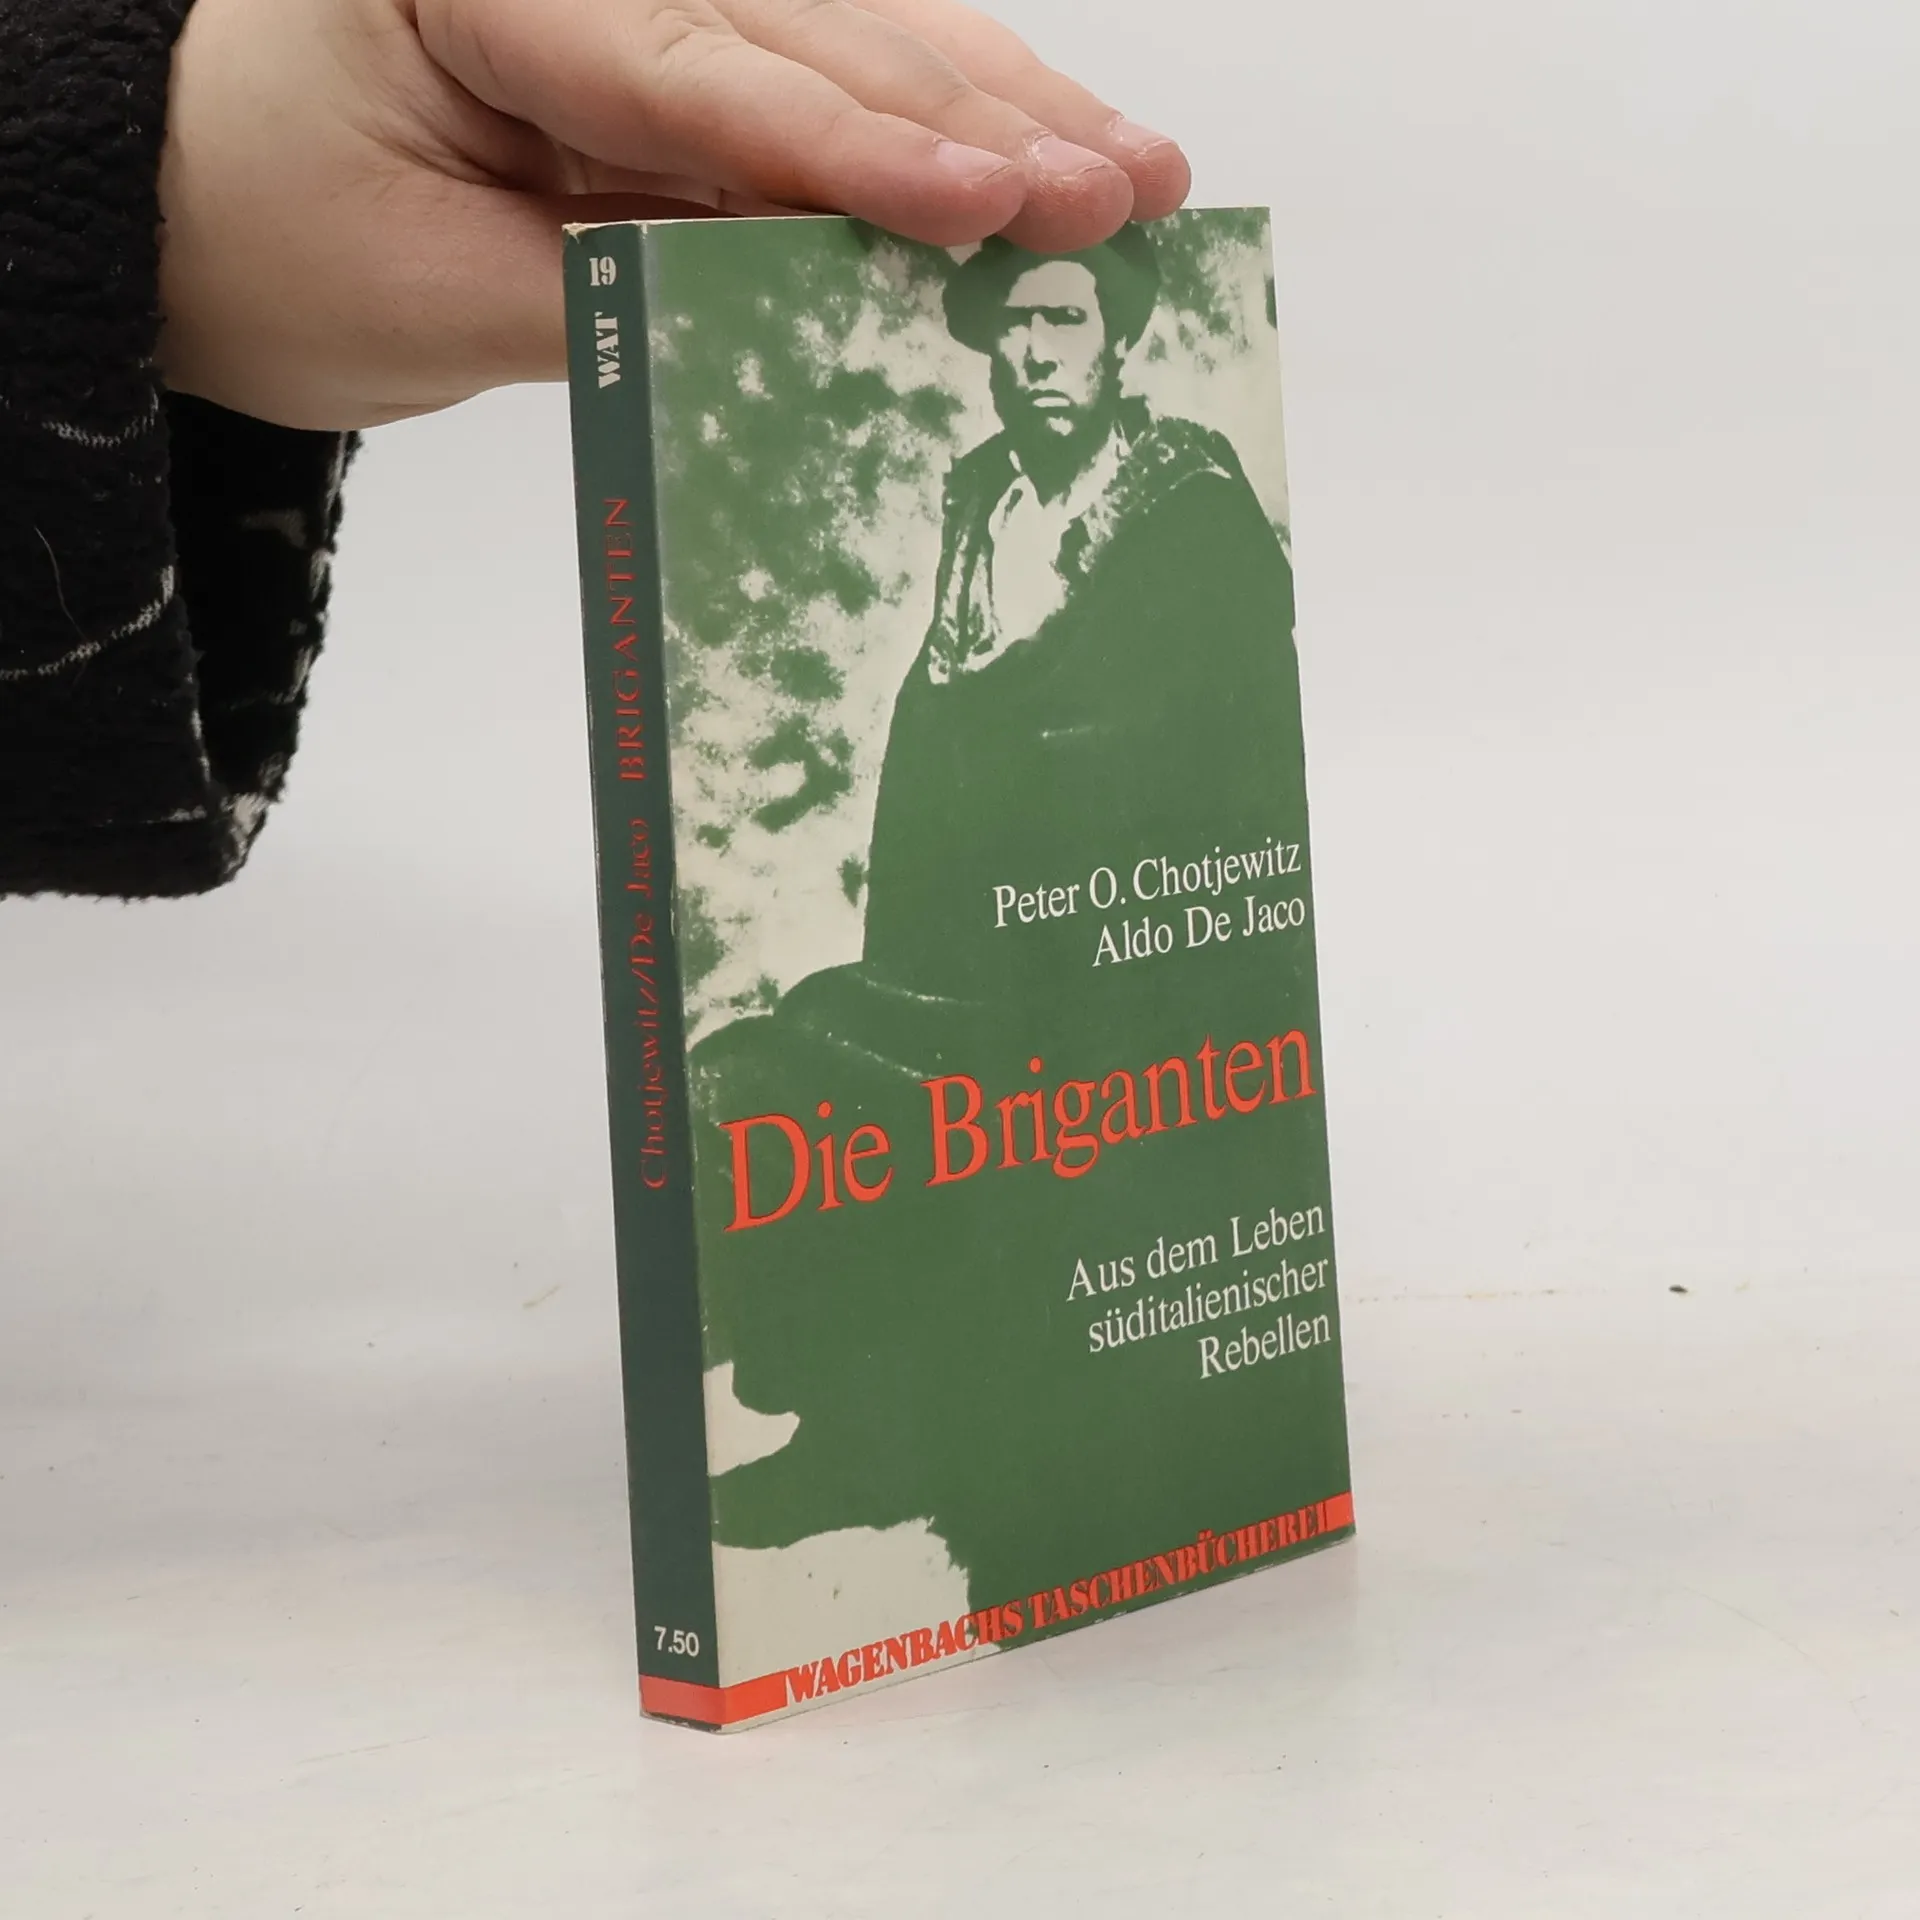 WAT 19
Chotjewitz/De Jaco BRIGANTEN
7.50
Peter O. Chotjewitz
Aldo De Jaco
Die Briganten
Aus dem Leben
süditalienischer
Rebellen
WAGENBACHS TASCHENBÜCHEREI